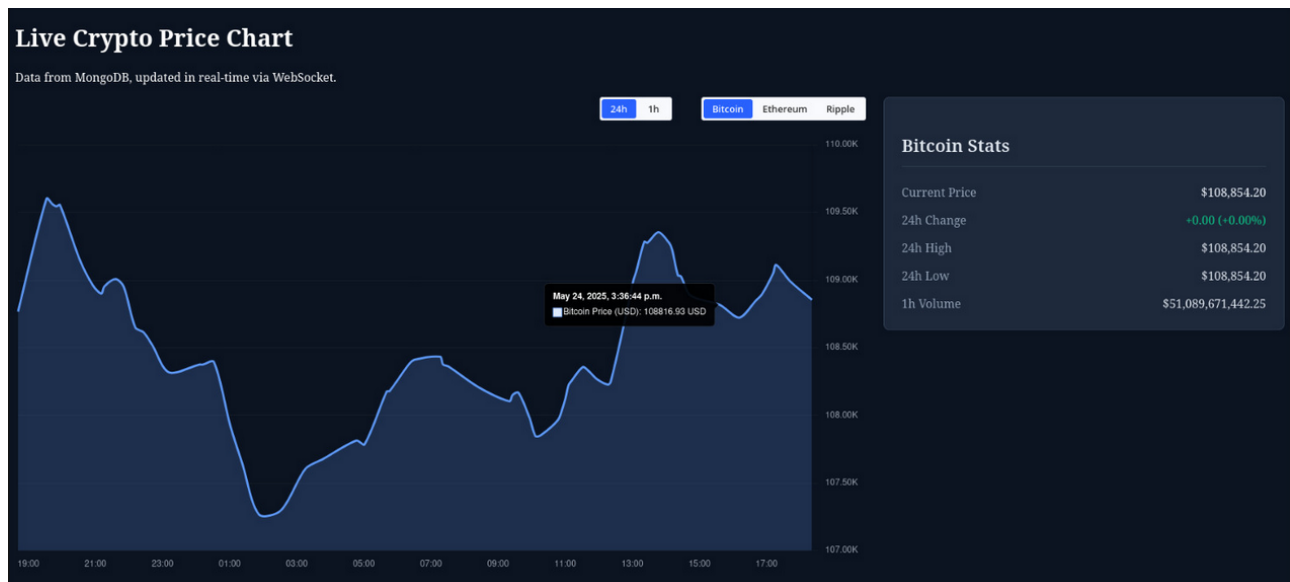 Live Crypto Price Chart
Data from MongoDB, updated in real-time via WebSocket.
24h 1h Bitcoin Ethereum Ripple
110.00K
109.50K
109.00K
108.50K
108.00K
107.50K
107.00K
May 24, 2025, 3:36:44 p.m.
Bitcoin Price (USD): 108816.93 USD
19:00 21:00 23:00 01:00 03:00 05:00 07:00 09:00 11:00 13:00 15:00 17:00
Bitcoin Stats
Current Price $108,854.20
24h Change +0.00 (+0.00%)
24h High $108,854.20
24h Low $108,854.20
1h Volume $51,089,671,442.25